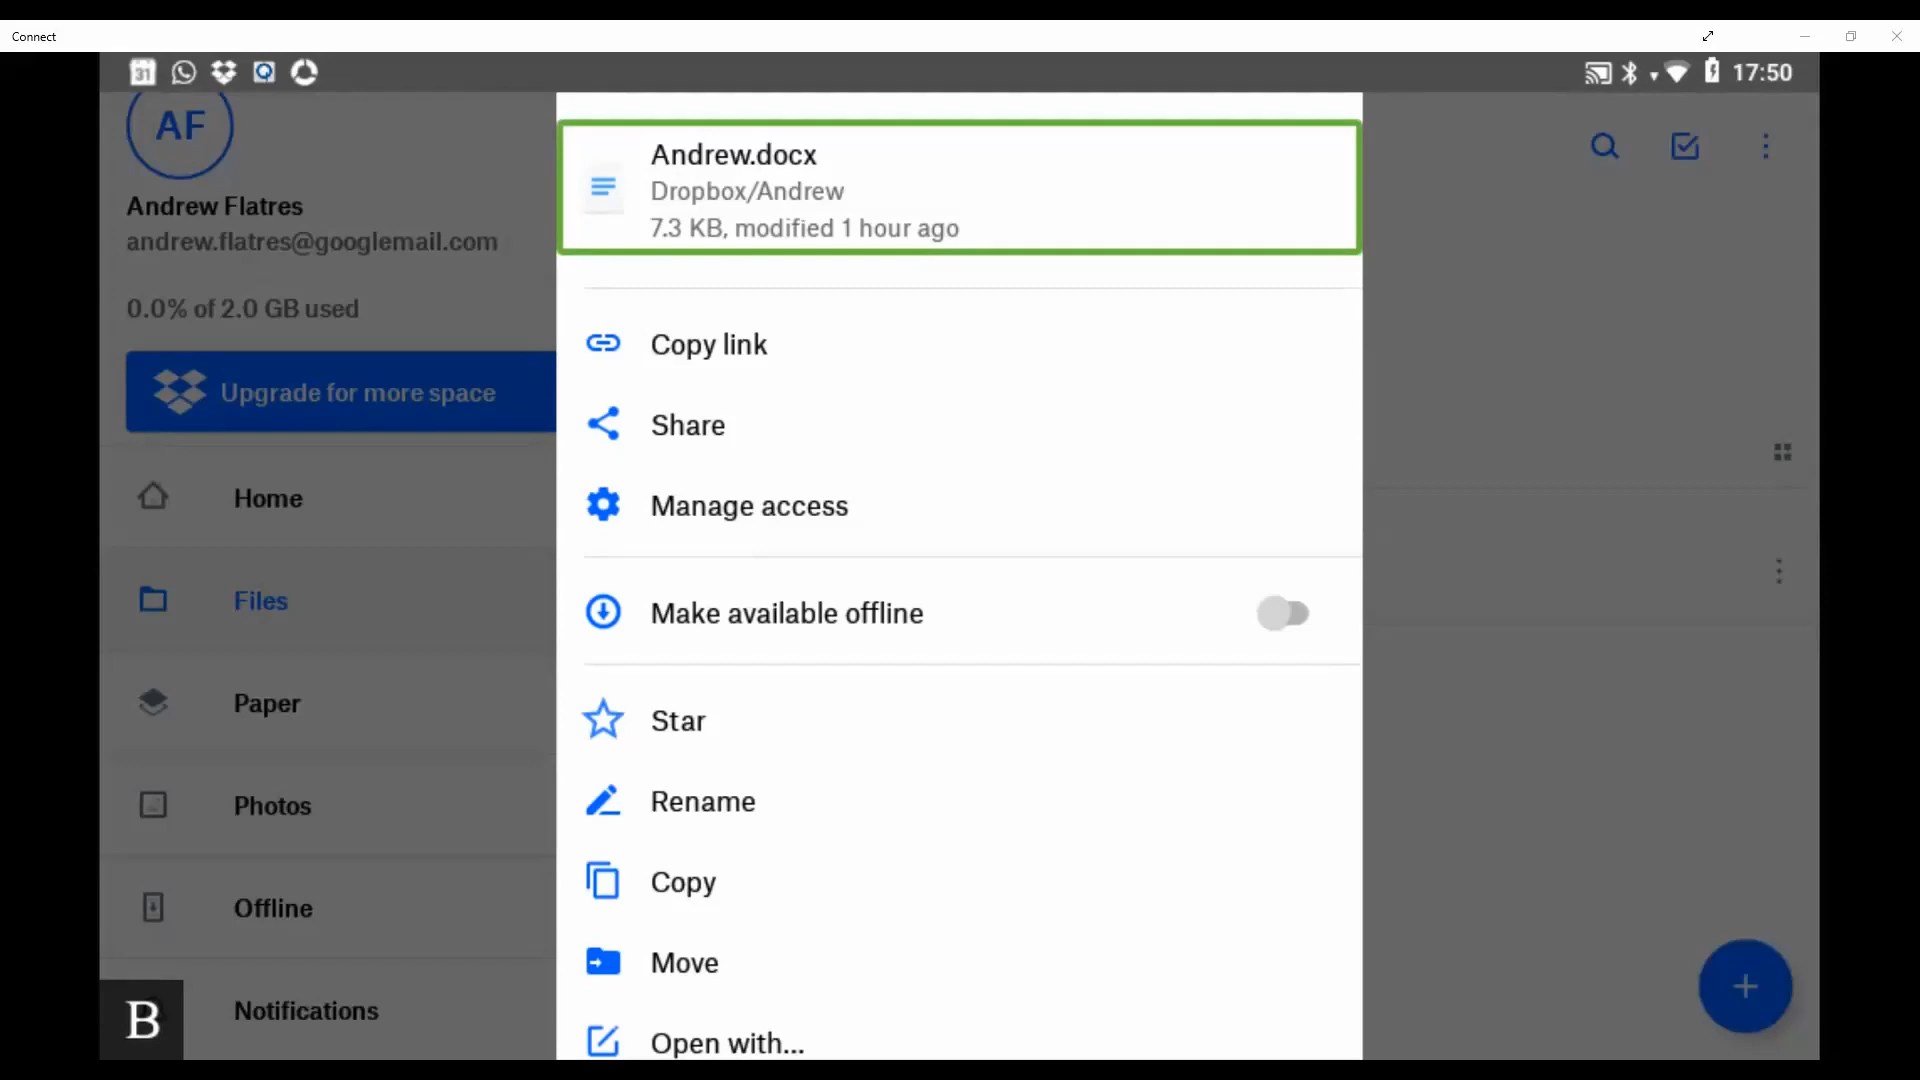 Connect
31
17:50
AF
Andrew Flatres
andrew.flatres@googlemail.com
0.0% of 2.0 GB used
Upgrade for more space
Home
Files
Paper
Photos
Offline
Notifications
B
Andrew.docx
Dropbox/Andrew
7.3 KB, modified 1 hour ago
Copy link
Share
Manage access
Make available offline
Star
Rename
Copy
Move
Open with...